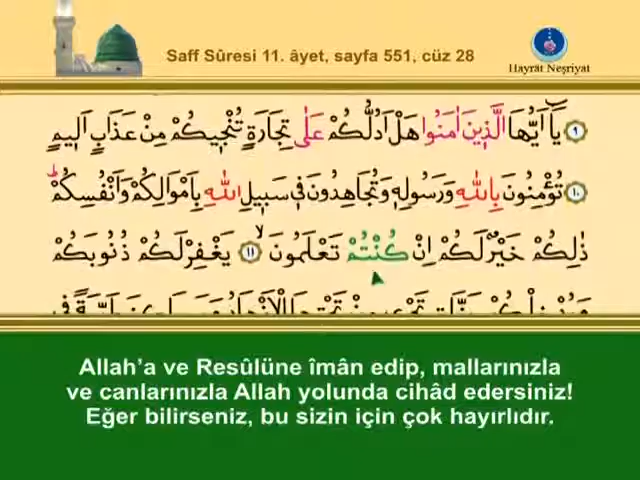 Saff Sûresi 11. âyet, sayfa 551, cüz 28
Hayrât Neşriyat
٩ يَٓا اَيُّهَا الَّذ۪ينَ اٰمَنُوا هَلْ اَدُلُّكُمْ عَلٰى تِجَارَةٍ تُنْج۪يكُمْ مِنْ عَذَابٍ اَل۪يمٍ
١٠ تُؤْمِنُونَ بِاللّٰهِ وَرَسُولِه۪ وَتُجَاهِدُونَ ف۪ي سَب۪يلِ اللّٰهِ بِاَمْوَالِكُمْ وَاَنْفُسِكُمْۜ
ذٰلِكُمْ خَيْرٌ لَكُمْ اِنْ كُنْتُمْ تَعْلَمُونَۙ ١١ يَغْفِرْ لَكُمْ ذُنُوبَكُمْ
Allah’a ve Resûlüne îmân edip, mallarınızla
ve canlarınızla Allah yolunda cihâd edersiniz!
Eğer bilirseniz, bu sizin için çok hayırlıdır.